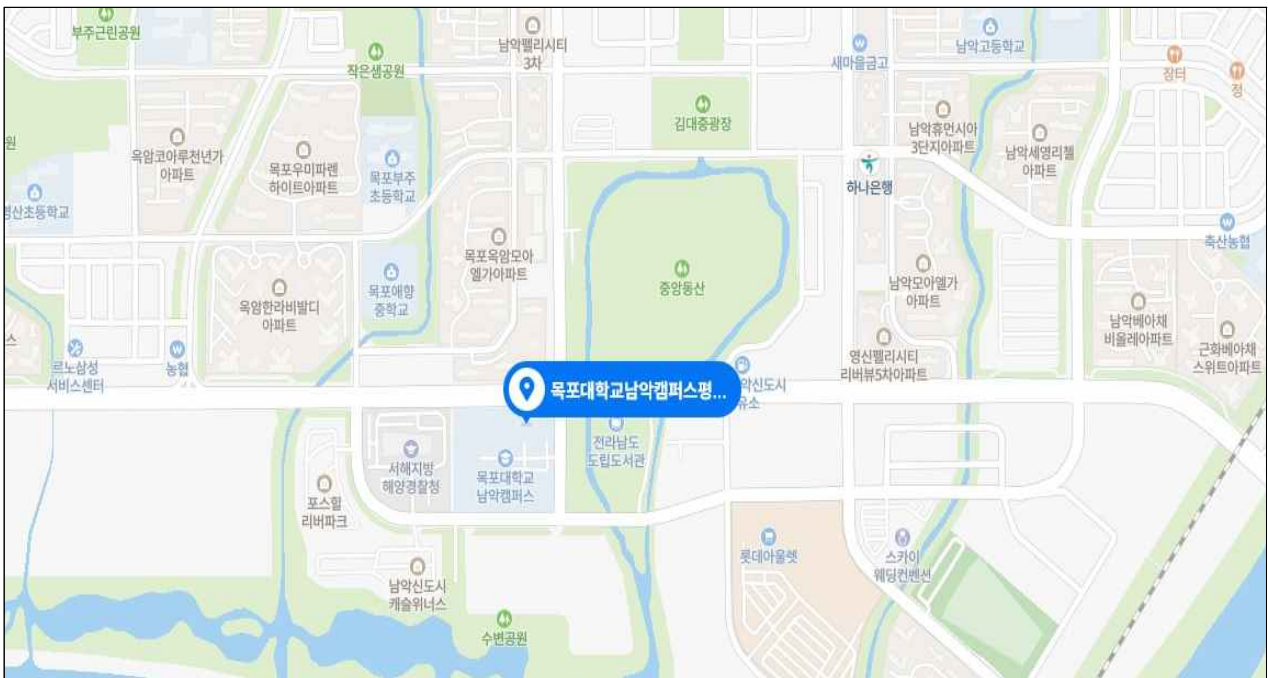 부주근린공원
작은샘공원
남악펠리시티
3차
새마을금고
남악고등학교
장터
정
김대중광장
원
옥암코아루천년가
아파트
목포우미파렌
하이트아파트
목포부주
초등학교
하나은행
남악휴먼시아
3단지아파트
남악세영리첼
아파트
영산초등학교
축산농협
목포옥암모아
엘가아파트
중앙동산
옥암한라비발디
아파트
목포애향
중학교
남악모아엘가
아파트
남악베아채
비올레아파트
근화베아채
스위트아파트
스
르노삼성
서비스센터
농협
영신펠리시티
리버뷰5차아파트
목포대학교남악캠퍼스평...
악신도시
유소
전라남도
도립도서관
서해지방
해양경찰청
목포대학교
남악캠퍼스
포스힐
리버파크
롯데아울렛
스카이
웨딩컨벤션
남악신도시
캐슬위너스
수변공원